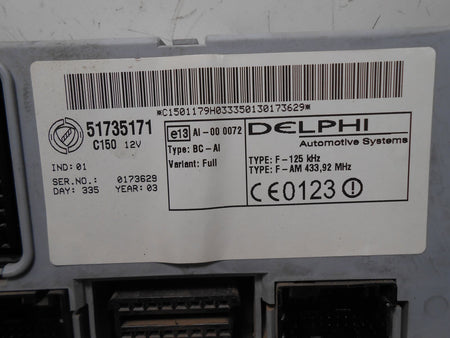 *C1501179H033350130173629*
51735171
C150 12V
IND: 01
SER.NO.: 0173629
DAY: 335 YEAR: 03
e13 AI-00 0072
Type: BC-AI
Variant: Full
DELPHI
Automotive Systems
TYPE: F-125 kHz
TYPE: F-AM 433,92 MHz
CE0123